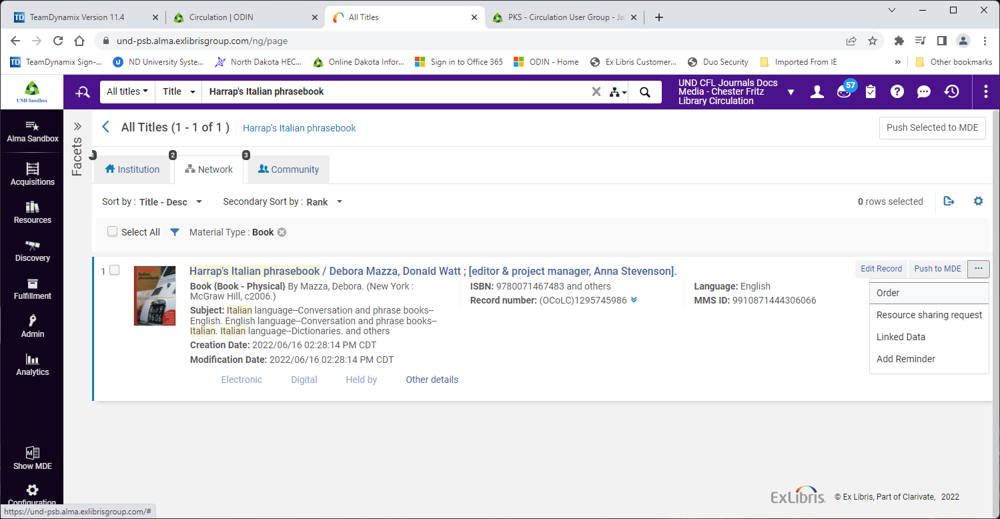 TeamDynamix Version 11.4
Circulation | ODIN
All Titles
PKS - Circulation User Group - Ja
und-psb.alma.exlibrisgroup.com/ng/page
TeamDynamix Sign-...
ND University Syste...
North Dakota HEC...
Online Dakota Infor...
Sign in to Office 365
ODIN - Home
Ex Libris Customer...
Duo Security
Imported From IE
»
Other bookmarks
UND Sandbox
All titles
Title
Harrap's Italian phrasebook
UND CFL Journals Docs
Media - Chester Fritz
Library Circulation
57
Alma Sandbox
Acquisitions
Resources
Discovery
Fulfillment
Admin
Analytics
Show MDE
Configuration
Facets
All Titles (1 - 1 of 1 )
Harrap's Italian phrasebook
Push Selected to MDE
1
Institution
2
Network
3
Community
Sort by : Title - Desc
Secondary Sort by : Rank
0 rows selected
Select All
Material Type : Book
1
Harrap's Italian phrasebook / Debora Mazza, Donald Watt ; [editor & project manager, Anna Stevenson].
Book {Book - Physical} By Mazza, Debora. (New York :
McGraw Hill, c2006.)
Subject: Italian language--Conversation and phrase books--
English. English language--Conversation and phrase books--
Italian. Italian language--Dictionaries. and others
Creation Date: 2022/06/16 02:28:14 PM CDT
Modification Date: 2022/06/16 02:28:14 PM CDT
ISBN: 9780071467483 and others
Record number: (OCoLC)1295745986
Language: English
MMS ID: 9910871444306066
Edit Record
Push to MDE
...
Order
Resource sharing request
Linked Data
Add Reminder
Electronic
Digital
Held by
Other details
ExLibris
© Ex Libris, Part of Clarivate, 2022
https://und-psb.alma.exlibrisgroup.com/#